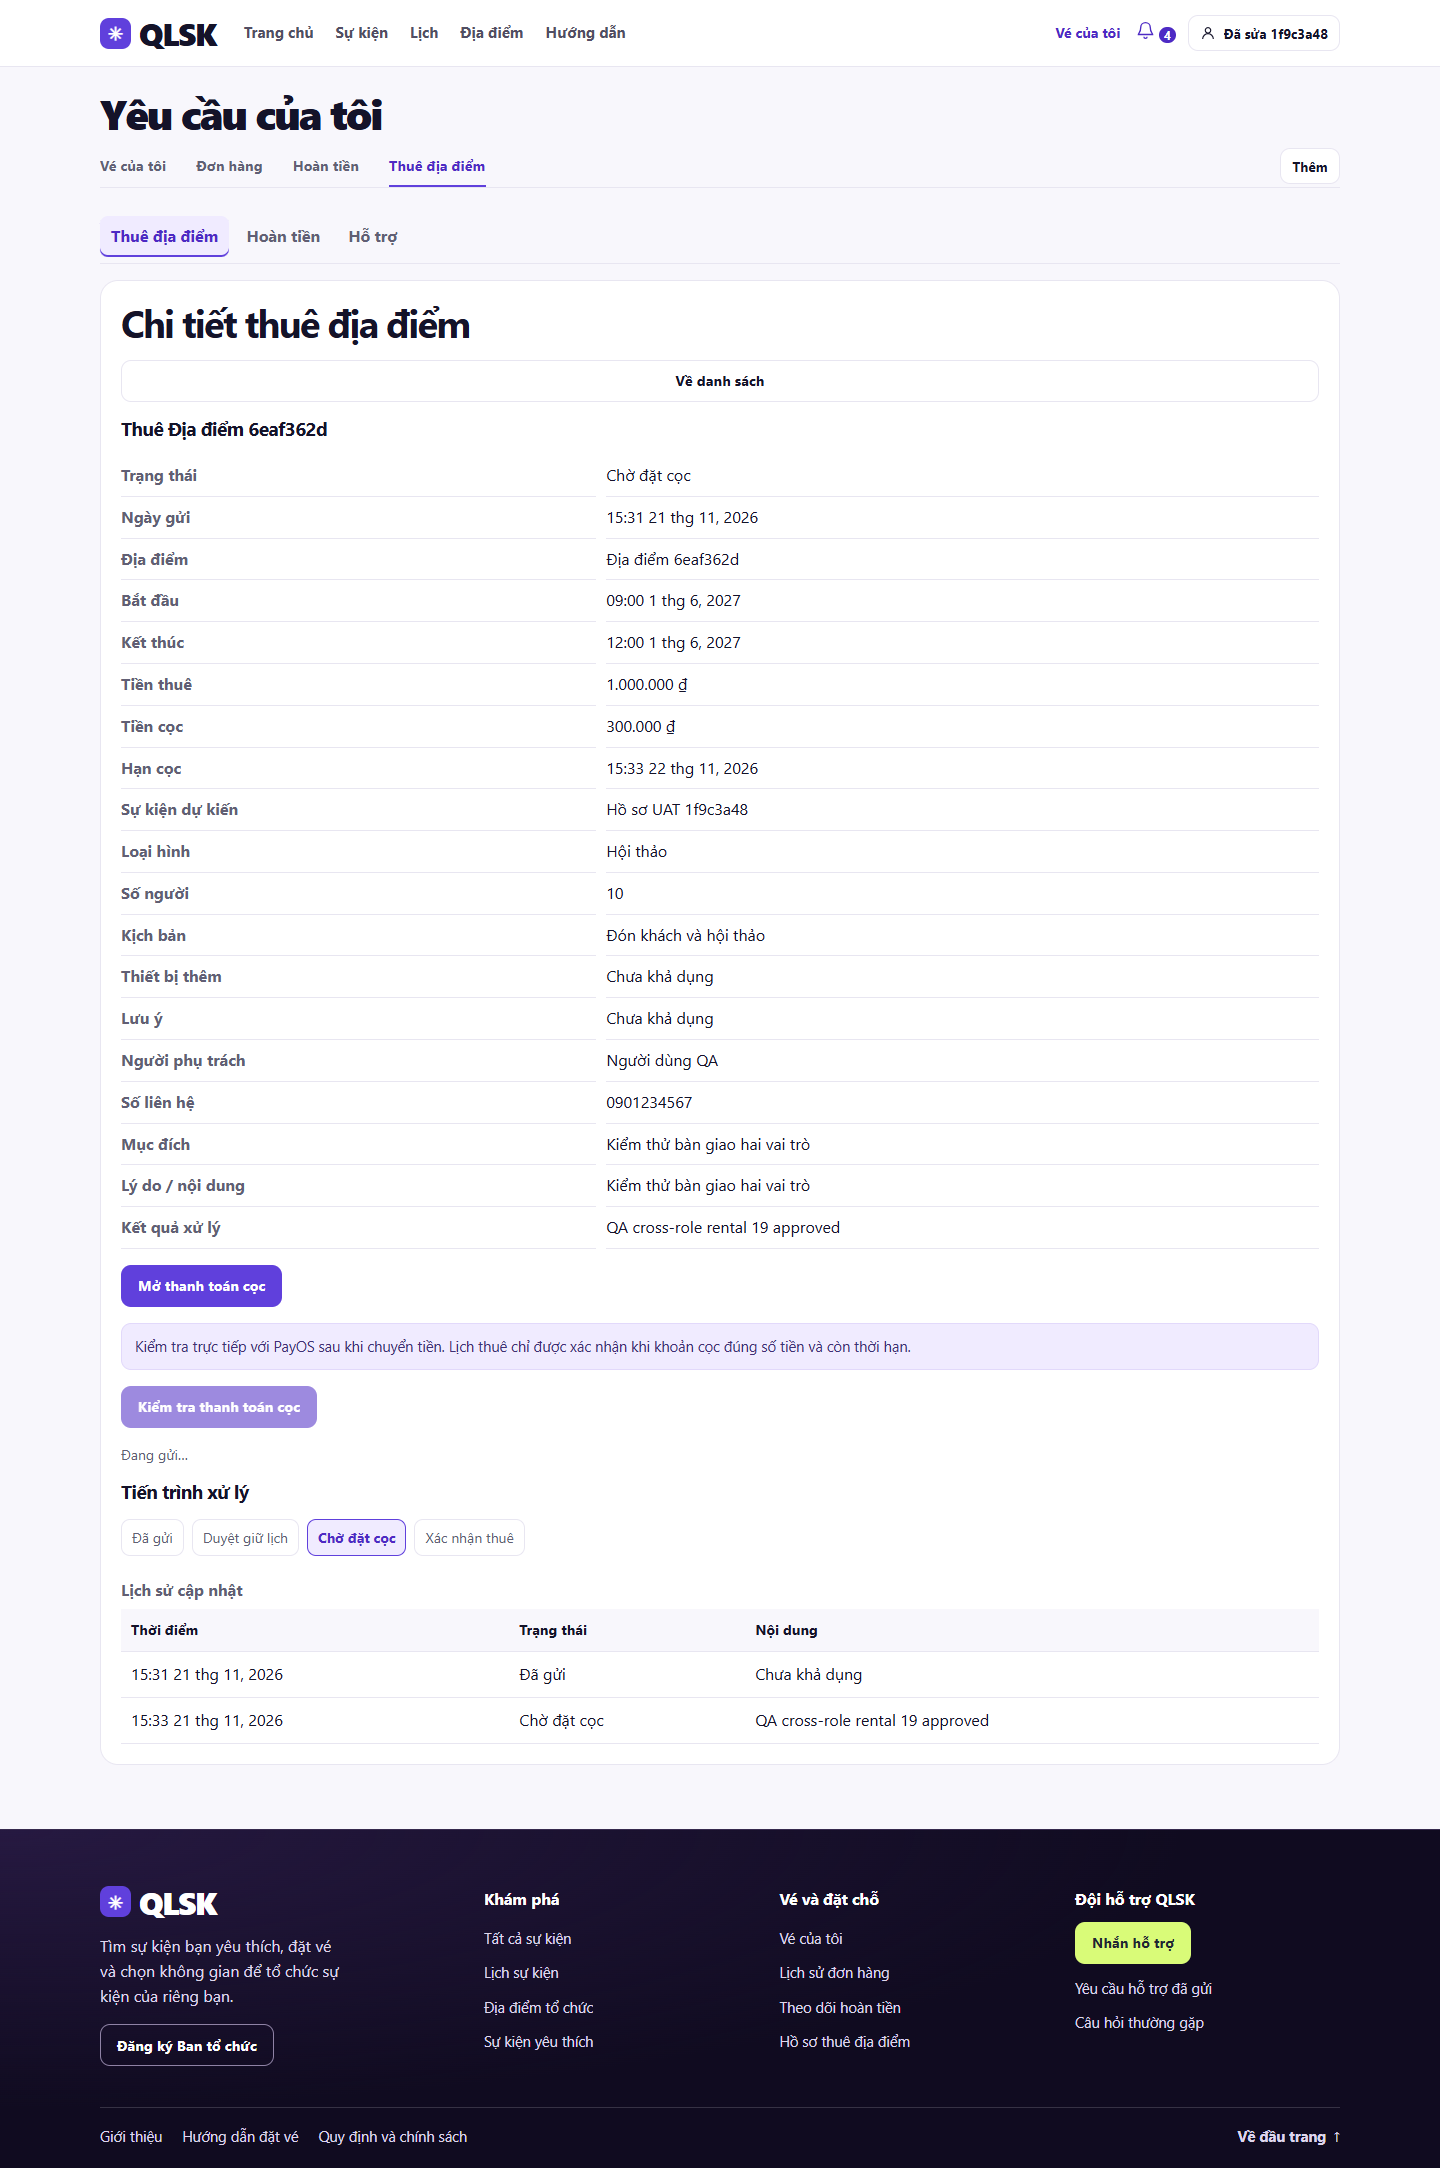 QLSK
Trang chủ
Sự kiện
Lịch
Địa điểm
Hướng dẫn
Vé của tôi
4
Đã sửa 1f9c3a48
Yêu cầu của tôi
Vé của tôi
Đơn hàng
Hoàn tiền
Thuê địa điểm
Thêm
Thuê địa điểm
Hoàn tiền
Hỗ trợ
Chi tiết thuê địa điểm
Về danh sách
Thuê Địa điểm 6eaf362d
Trạng thái
Chờ đặt cọc
Ngày gửi
15:31 21 thg 11, 2026
Địa điểm
Địa điểm 6eaf362d
Bắt đầu
09:00 1 thg 6, 2027
Kết thúc
12:00 1 thg 6, 2027
Tiền thuê
1.000.000 ₫
Tiền cọc
300.000 ₫
Hạn cọc
15:33 22 thg 11, 2026
Sự kiện dự kiến
Hồ sơ UAT 1f9c3a48
Loại hình
Hội thảo
Số người
10
Kịch bản
Đón khách và hội thảo
Thiết bị thêm
Chưa khả dụng
Lưu ý
Chưa khả dụng
Người phụ trách
Người dùng QA
Số liên hệ
0901234567
Mục đích
Kiểm thử bàn giao hai vai trò
Lý do / nội dung
Kiểm thử bàn giao hai vai trò
Kết quả xử lý
QA cross-role rental 19 approved
Mở thanh toán cọc
Kiểm tra trực tiếp với PayOS sau khi chuyển tiền. Lịch thuê chỉ được xác nhận khi khoản cọc đúng số tiền và còn thời hạn.
Kiểm tra thanh toán cọc
Đang gửi...
Tiến trình xử lý
Đã gửi
Duyệt giữ lịch
Chờ đặt cọc
Xác nhận thuê
Lịch sử cập nhật
Thời điểm
Trạng thái
Nội dung
15:31 21 thg 11, 2026
Đã gửi
Chưa khả dụng
15:33 21 thg 11, 2026
Chờ đặt cọc
QA cross-role rental 19 approved
QLSK
Tìm sự kiện bạn yêu thích, đặt vé
và chọn không gian để tổ chức sự
kiện của riêng bạn.
Đăng ký Ban tổ chức
Khám phá
Tất cả sự kiện
Lịch sự kiện
Địa điểm tổ chức
Sự kiện yêu thích
Vé và đặt chỗ
Vé của tôi
Lịch sử đơn hàng
Theo dõi hoàn tiền
Hồ sơ thuê địa điểm
Đội hỗ trợ QLSK
Nhắn hỗ trợ
Yêu cầu hỗ trợ đã gửi
Câu hỏi thường gặp
Giới thiệu
Hướng dẫn đặt vé
Quy định và chính sách
Về đầu trang ↑